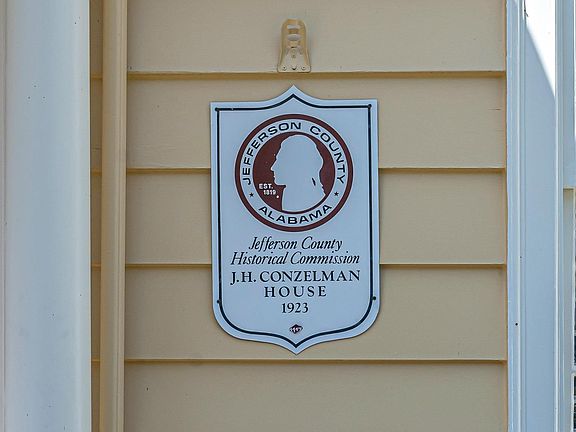 JEFFERSON COUNTY
EST.
1819
ALABAMA
Jefferson County
Historical Commission
J.H. CONZELMAN
HOUSE
1923